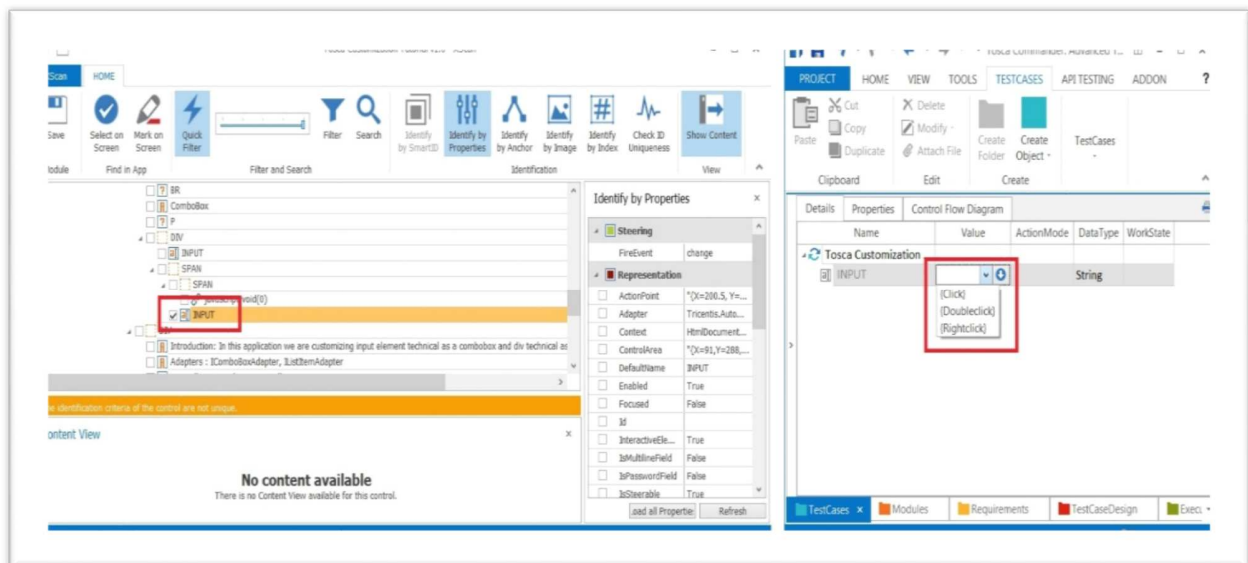 Scan HOME
Save
Select on Screen
Mark on Screen
Quick Filter
Filter
Search
Identify by SmartID
Identify by Properties
Identify by Anchor
Identify by Image
Identify by Index
Check ID Uniqueness
Show Content
Find in App
Filter and Search
Identification
View
BR
ComboBox
P
DIV
INPUT
SPAN
SPAN
INPUT
Introduction: In this application we are customizing input element technical as a combobox and div technical as
Adapters : IComboBoxAdapter, IListItemAdapter
identification criteria of the control are not unique.
ontent View
No content available
There is no Content View available for this control.
Identify by Properties
Steering
FireEvent change
Representation
ActionPoint "(X=200.5, Y=...
Adapter Tricentis.Auto...
Context HtmlDocument...
ControlArea "(X=91,Y=288,...
DefaultName INPUT
Enabled True
Focused False
Id
InteractiveEle... True
IsMultilineField False
IsPasswordField False
IsSteerable True
oad all Propertie Refresh
PROJECT HOME VIEW TOOLS TESTCASES API TESTING ADDON ?
Paste
Cut
Copy
Duplicate
Delete
Modify
Attach File
Create Folder
Create Object
TestCases
Clipboard Edit Create
Details Properties Control Flow Diagram
Name Value ActionMode DataType WorkState
Tosca Customization
INPUT String
{Click}
{Doubleclick}
{Rightclick}
TestCases x Modules Requirements TestCaseDesign Execu